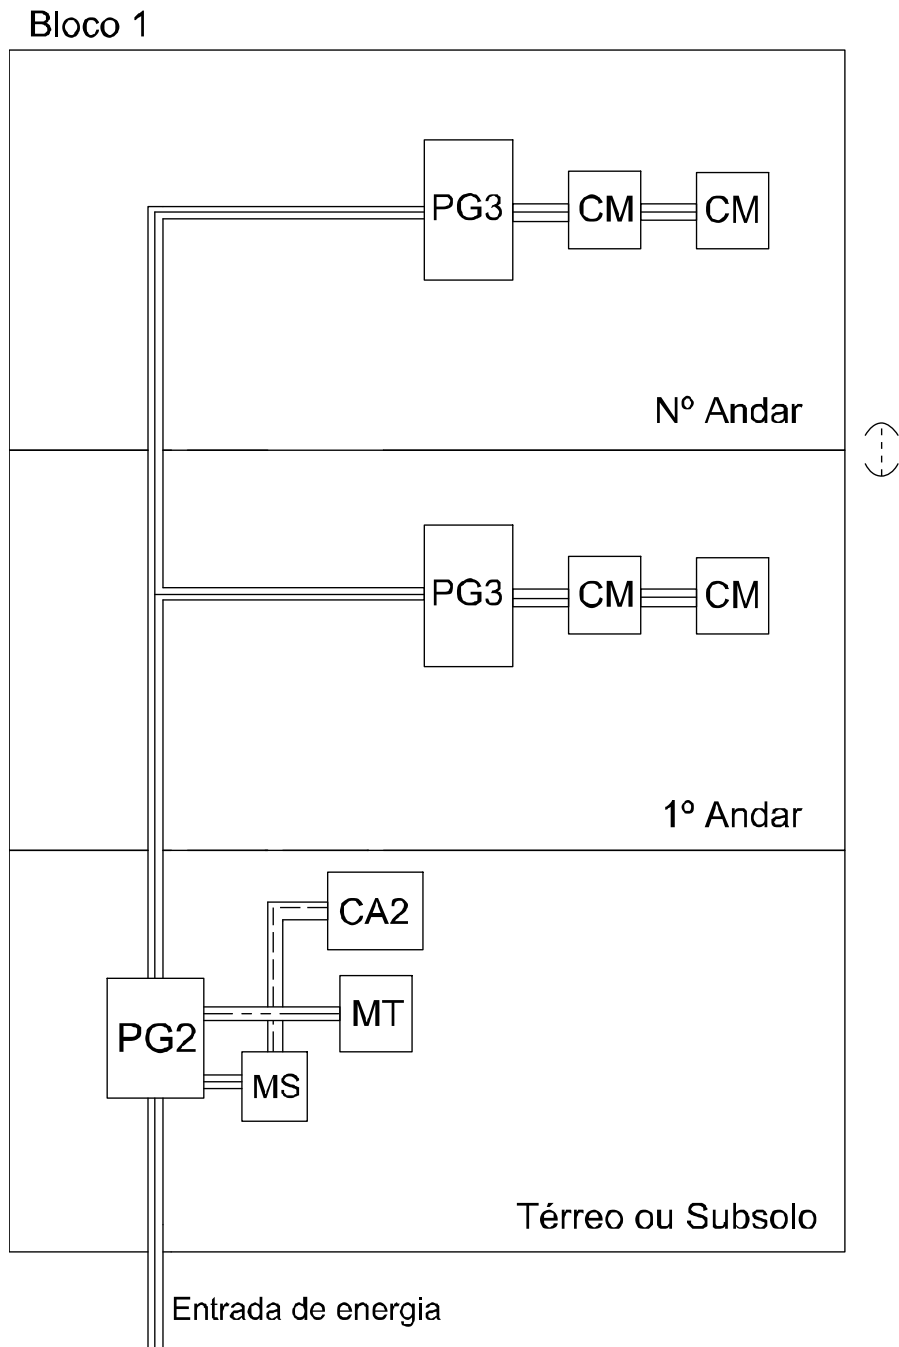 Bloco 1
PG3 CM CM
Nº Andar
PG3 CM CM
1º Andar
CA2
MT
PG2
MS
Térreo ou Subsolo
Entrada de energia